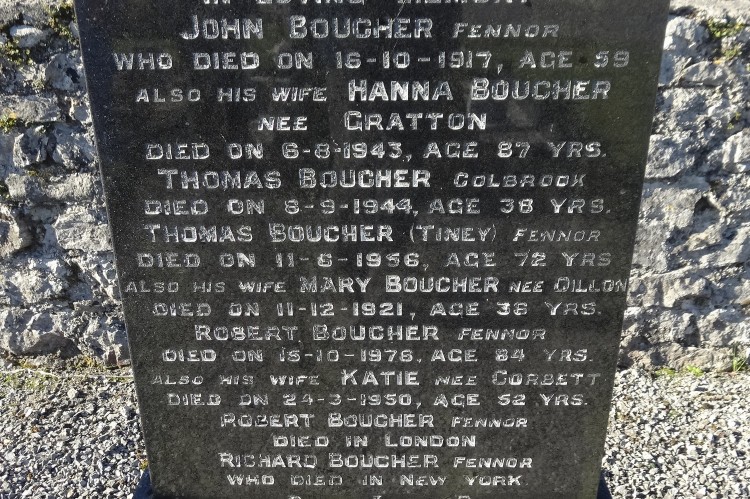 IN LOVING MEMORY
JOHN BOUCHER FENNOR
WHO DIED ON 16-10-1917, AGE 59
ALSO HIS WIFE HANNA BOUCHER
NEE GRATTON
DIED ON 6-8-1943, AGE 87 YRS.
THOMAS BOUCHER COLBROOK
DIED ON 8-9-1944, AGE 38 YRS.
THOMAS BOUCHER (TINEY) FENNOR
DIED ON 11-6-1956, AGE 72 YRS
ALSO HIS WIFE MARY BOUCHER NEE DILLON
DIED ON 11-12-1921, AGE 36 YRS.
ROBERT BOUCHER FENNOR
DIED ON 15-10-1976, AGE 84 YRS.
ALSO HIS WIFE KATIE NEE CORBETT
DIED ON 24-3-1950, AGE 52 YRS.
ROBERT BOUCHER FENNOR
DIED IN LONDON
RICHARD BOUCHER FENNOR
WHO DIED IN NEW YORK